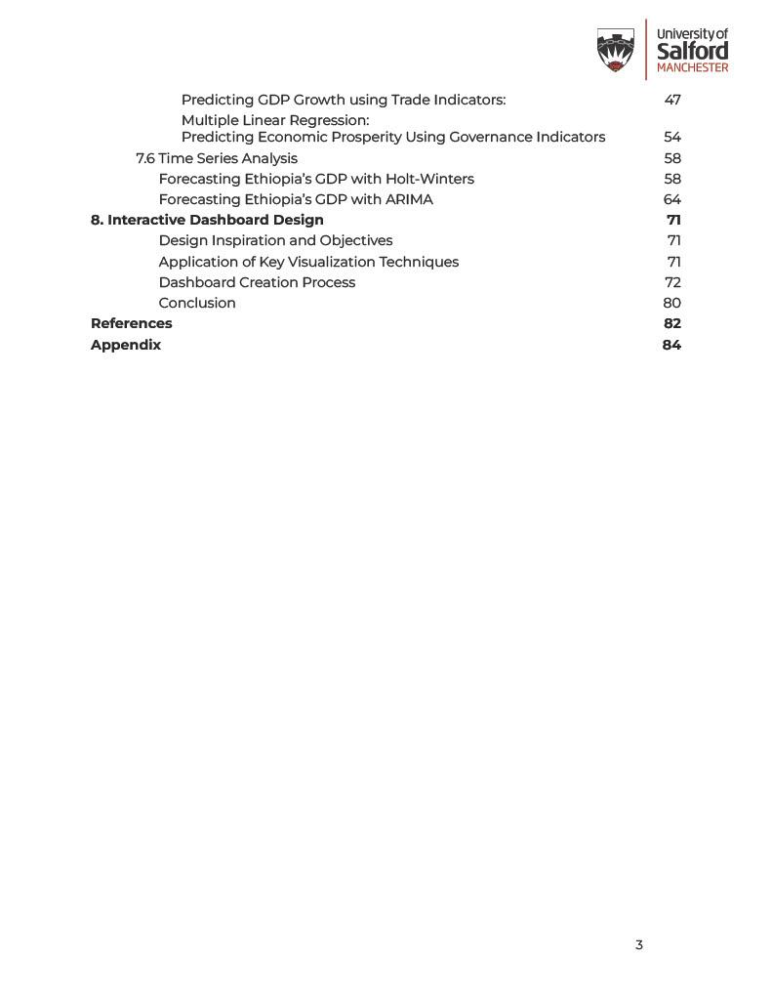 University of
Salford
MANCHESTER
Predicting GDP Growth using Trade Indicators: 47
Multiple Linear Regression:
Predicting Economic Prosperity Using Governance Indicators 54
7.6 Time Series Analysis 58
Forecasting Ethiopia's GDP with Holt-Winters 58
Forecasting Ethiopia's GDP with ARIMA 64
8. Interactive Dashboard Design 71
Design Inspiration and Objectives 71
Application of Key Visualization Techniques 71
Dashboard Creation Process 72
Conclusion 80
References 82
Appendix 84
3